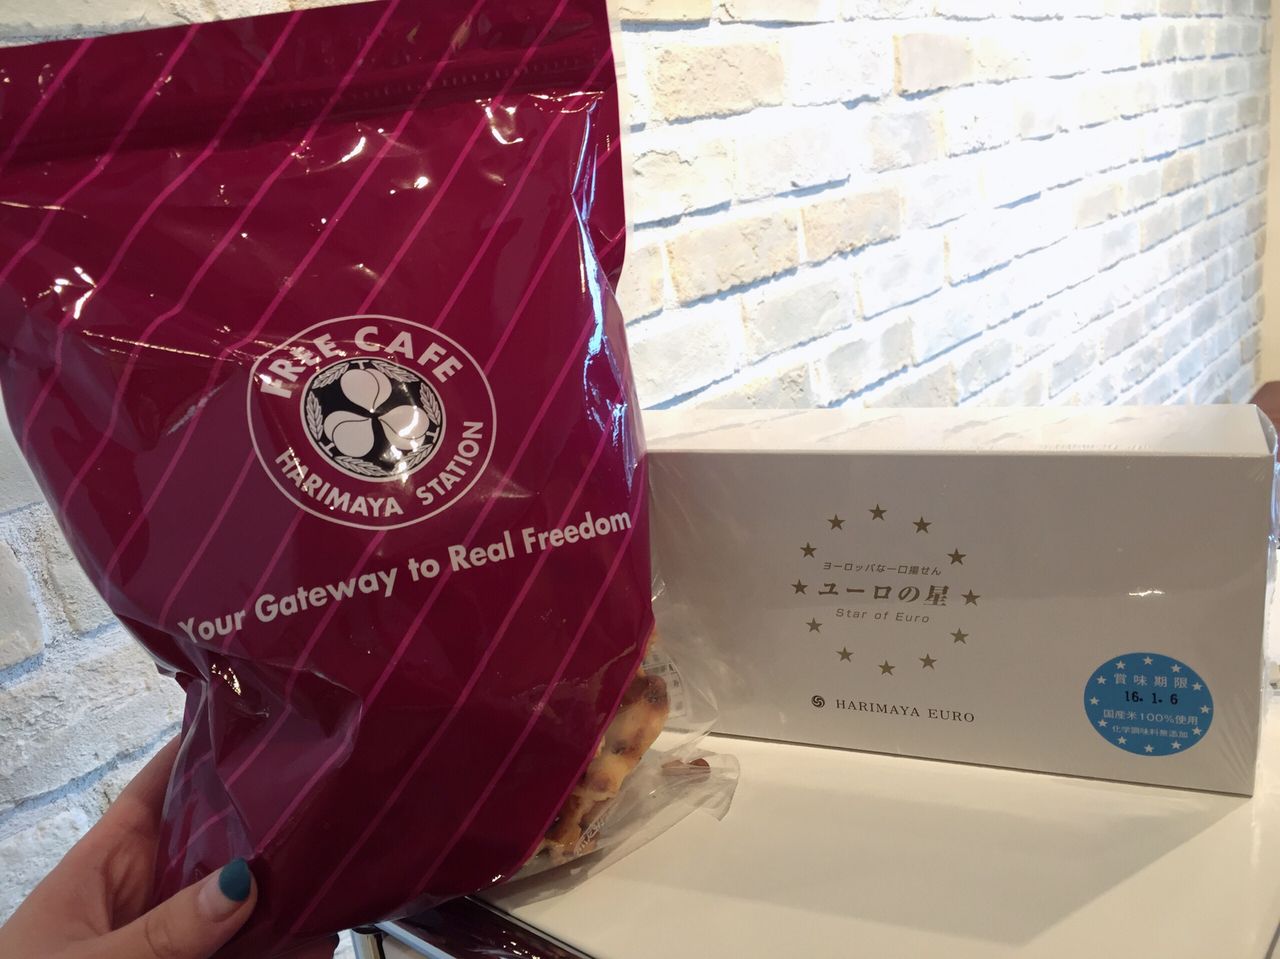 FREE CAFE
HARIMAYA STATION
Your Gateway to Real Freedom
ヨーロッパな一口揚せん
ユーロの星
Star of Euro
HARIMAYA EURO
賞味期限
16. 1. 6
国産米100%使用
化学調味料無添加